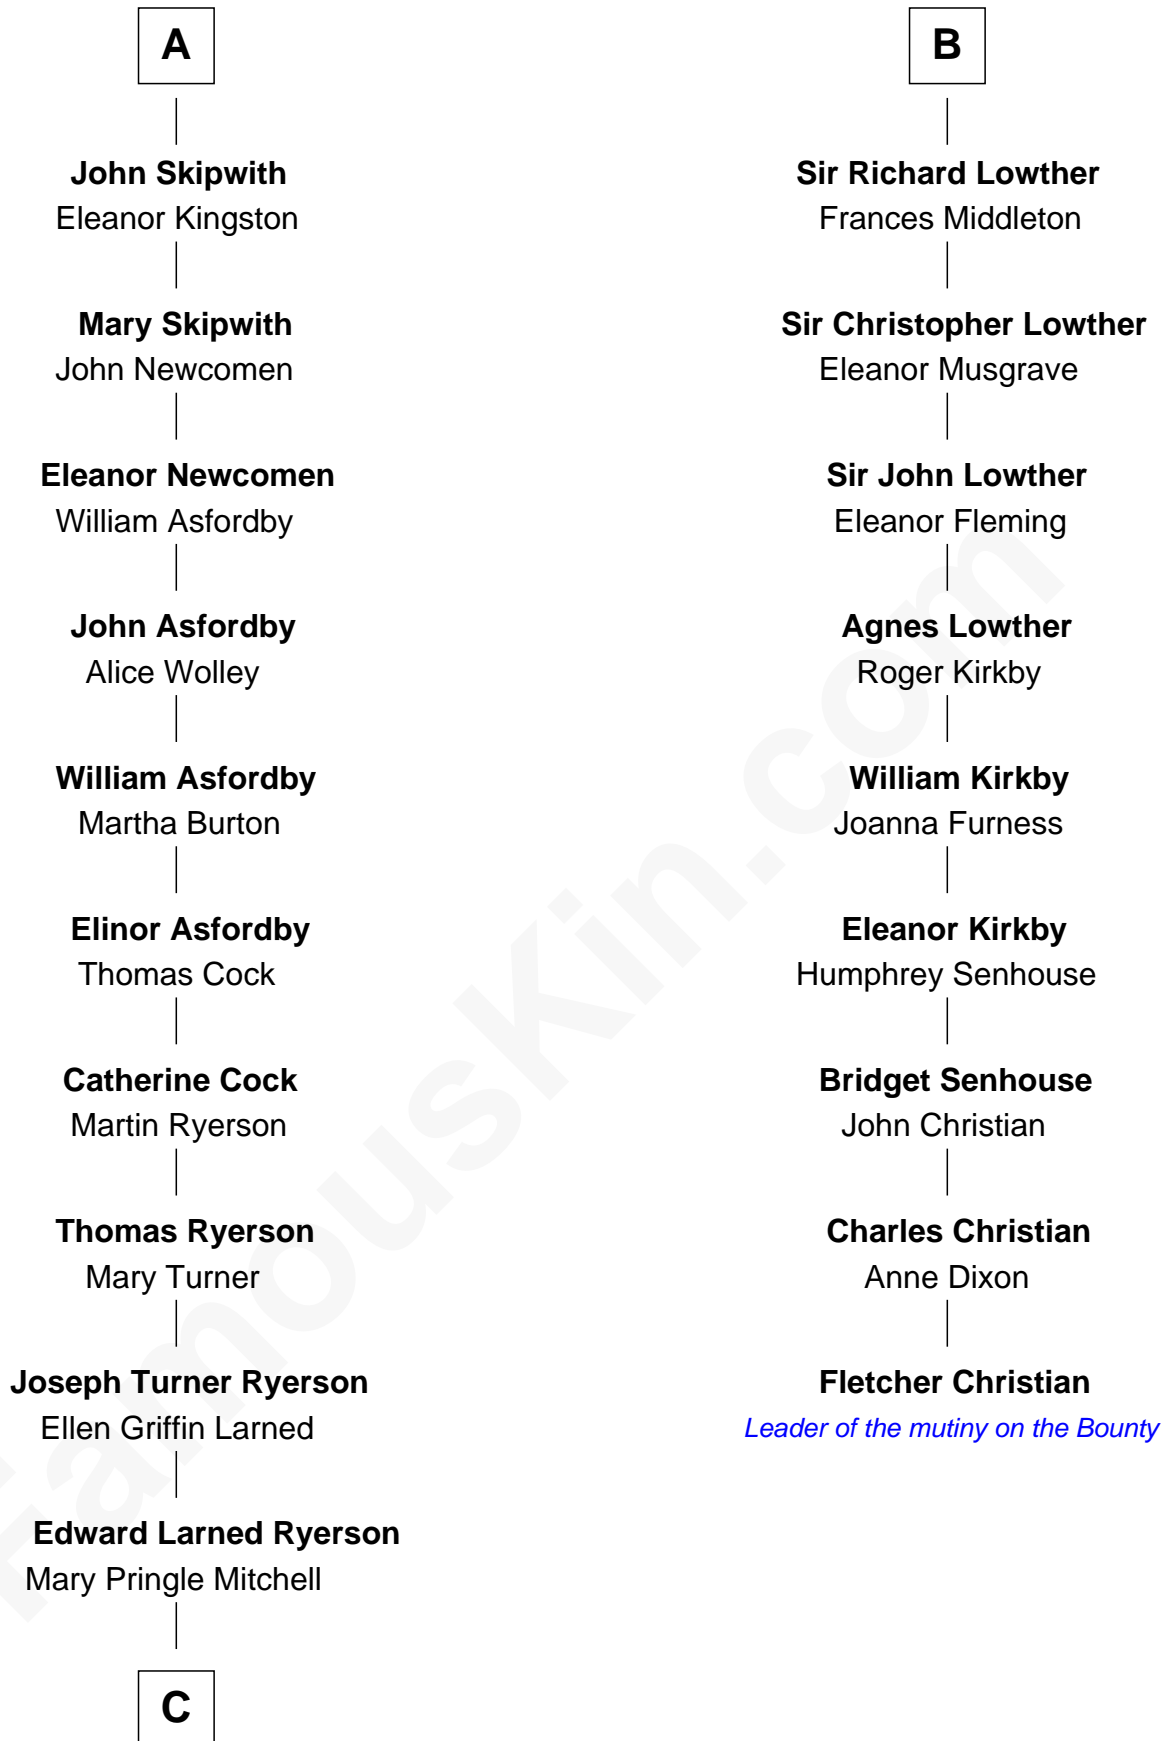 A
John Skipwith
Eleanor Kingston
Mary Skipwith
John Newcomen
Eleanor Newcomen
William Asfordby
John Asfordby
Alice Wolley
William Asfordby
Martha Burton
Elinor Asfordby
Thomas Cock
Catherine Cock
Martin Ryerson
Thomas Ryerson
Mary Turner
Joseph Turner Ryerson
Ellen Griffin Larned
Edward Larned Ryerson
Mary Pringle Mitchell
C
B
Sir Richard Lowther
Frances Middleton
Sir Christopher Lowther
Eleanor Musgrave
Sir John Lowther
Eleanor Fleming
Agnes Lowther
Roger Kirkby
William Kirkby
Joanna Furness
Eleanor Kirkby
Humphrey Senhouse
Bridget Senhouse
John Christian
Charles Christian
Anne Dixon
Fletcher Christian
Leader of the mutiny on the Bounty
FamousKin.com